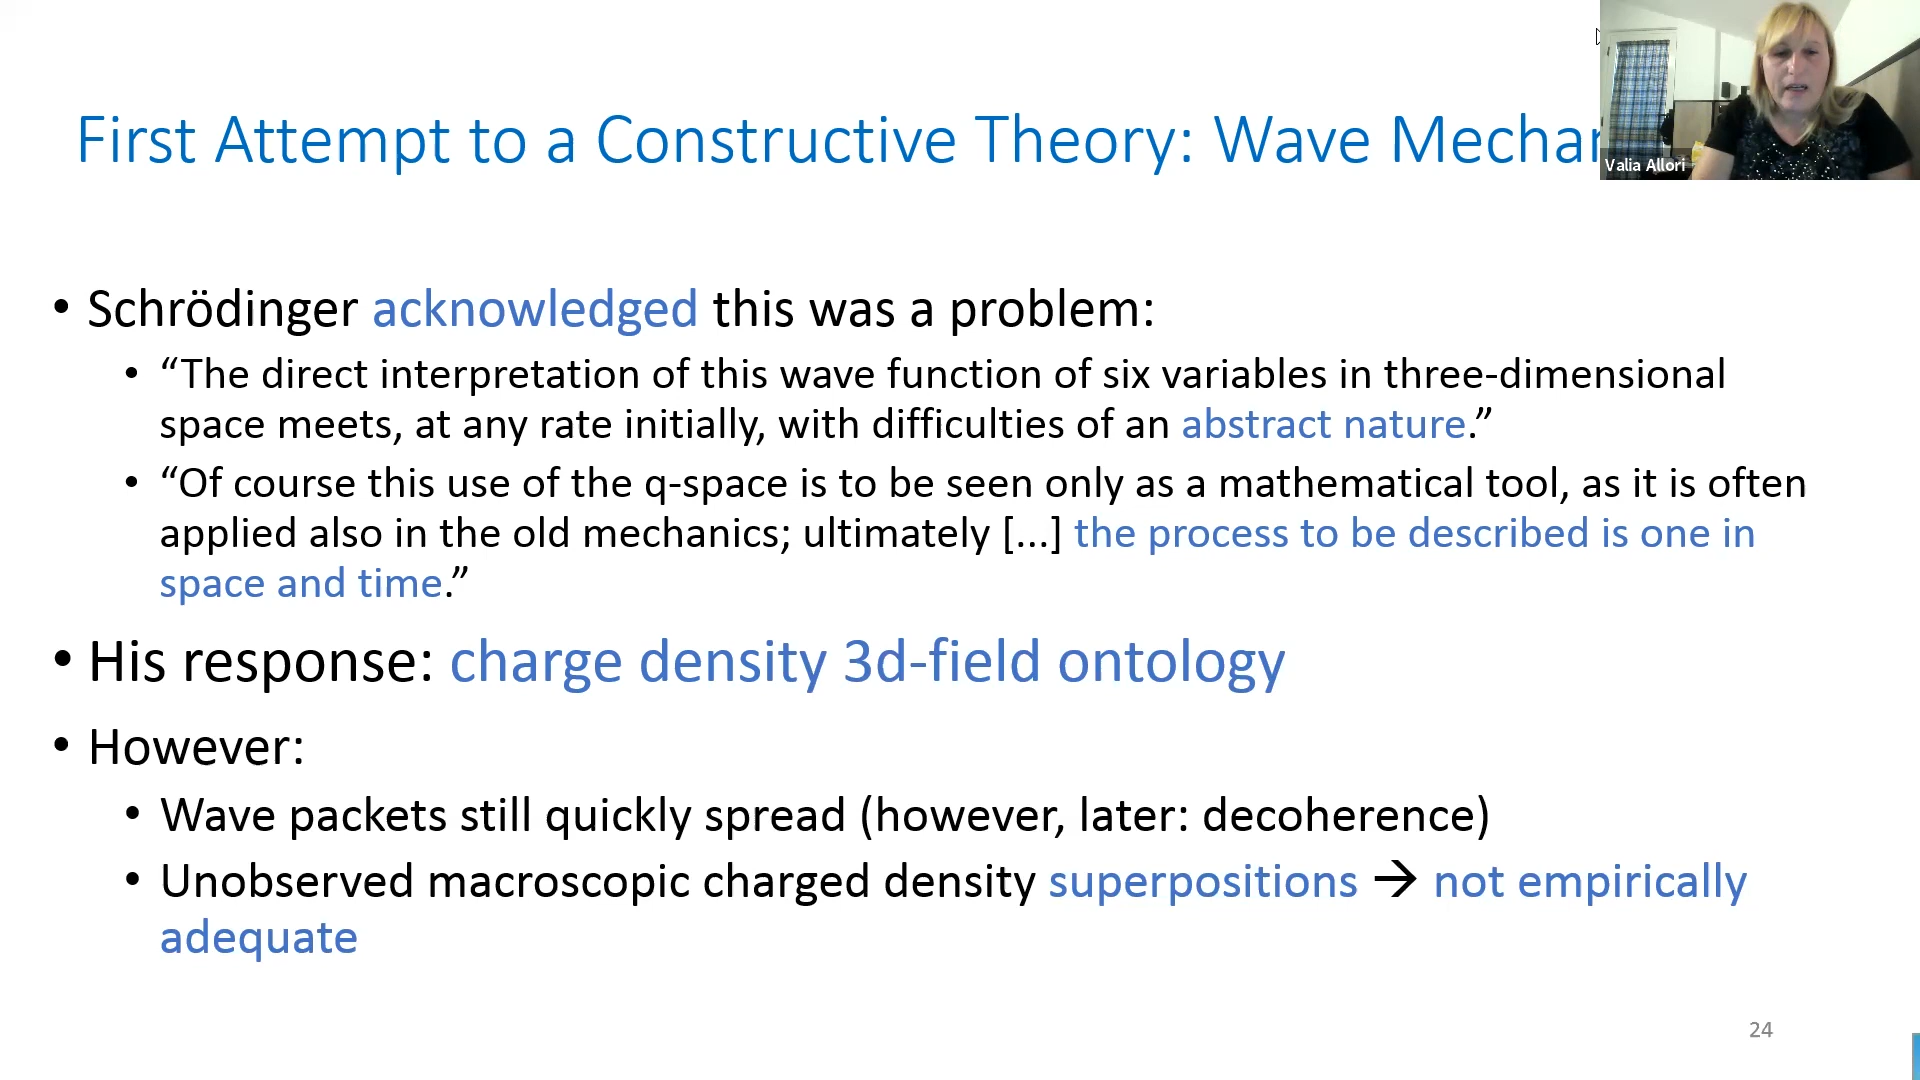 First Attempt to a Constructive Theory: Wave Mechan
Valia Allori
• Schrödinger acknowledged this was a problem:
• “The direct interpretation of this wave function of six variables in three-dimensional
space meets, at any rate initially, with difficulties of an abstract nature.”
• “Of course this use of the q-space is to be seen only as a mathematical tool, as it is often
applied also in the old mechanics; ultimately [...] the process to be described is one in
space and time.”
• His response: charge density 3d-field ontology
• However:
• Wave packets still quickly spread (however, later: decoherence)
• Unobserved macroscopic charged density superpositions → not empirically
adequate
24